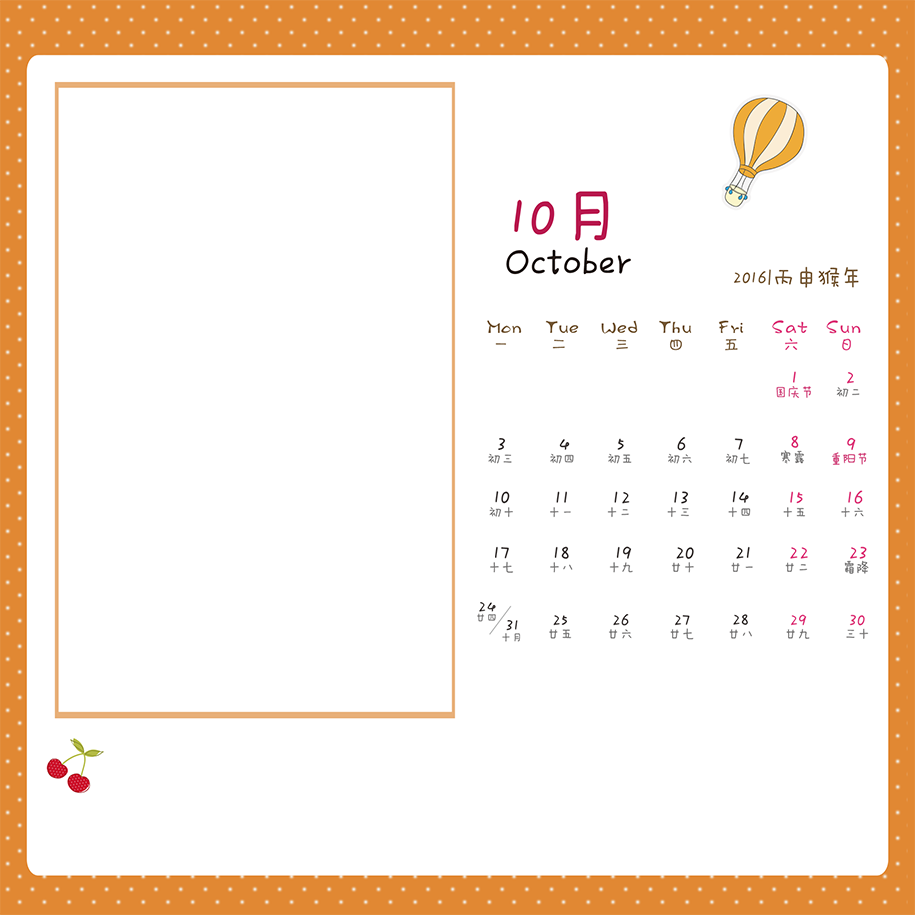 10 月
October
2016|丙申猴年
Mon Tue Wed Thu Fri Sat Sun
一 二 三 四 五 六 日
1 2
国庆节 初二
3 4 5 6 7 8 9
初三 初四 初五 初六 初七 寒露 重阳节
10 11 12 13 14 15 16
初十 十一 十二 十三 十四 十五 十六
17 18 19 20 21 22 23
十七 十八 十九 廿十 廿一 廿二 霜降
24/31 25 26 27 28 29 30
廿四 十月 廿五 廿六 廿七 廿八 廿九 三十